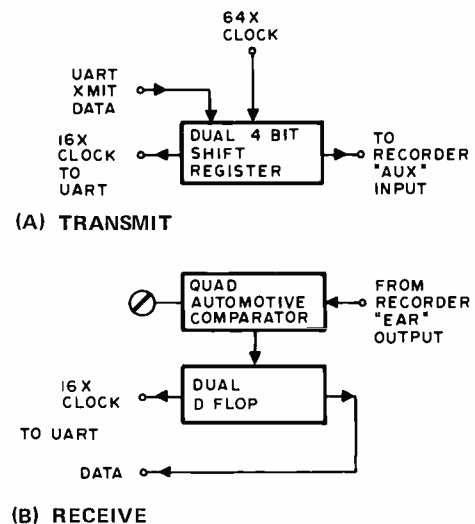 64X
CLOCK
UART
XMIT
DATA
16X
CLOCK
TO
UART
DUAL 4 BIT
SHIFT
REGISTER
TO
RECORDER
"AUX"
INPUT
(A) TRANSMIT
QUAD
AUTOMOTIVE
COMPARATOR
FROM
RECORDER
"EAR"
OUTPUT
16X
CLOCK
DUAL
D FLOP
TO UART
DATA
(B) RECEIVE